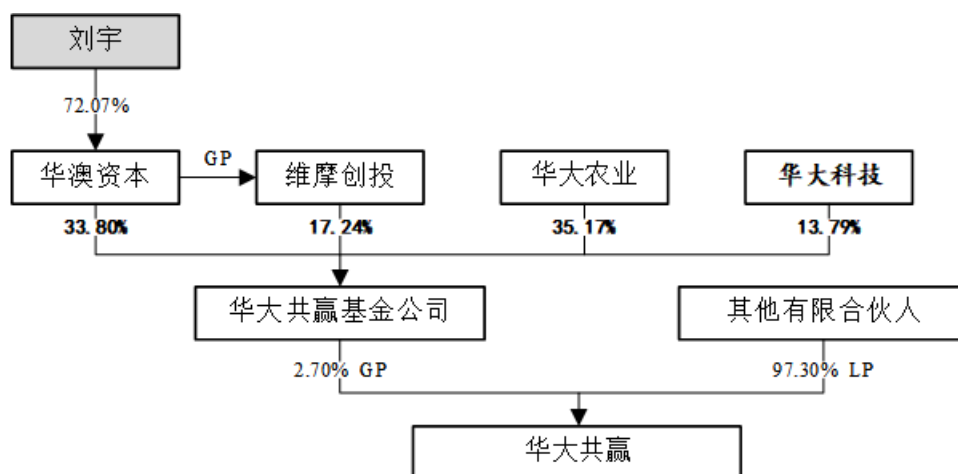 刘宇
72.07%
华澳资本
GP
维摩创投
华大农业
华大科技
33.80%
17.24%
35.17%
13.79%
华大共赢基金公司
其他有限合伙人
2.70% GP
97.30% LP
华大共赢